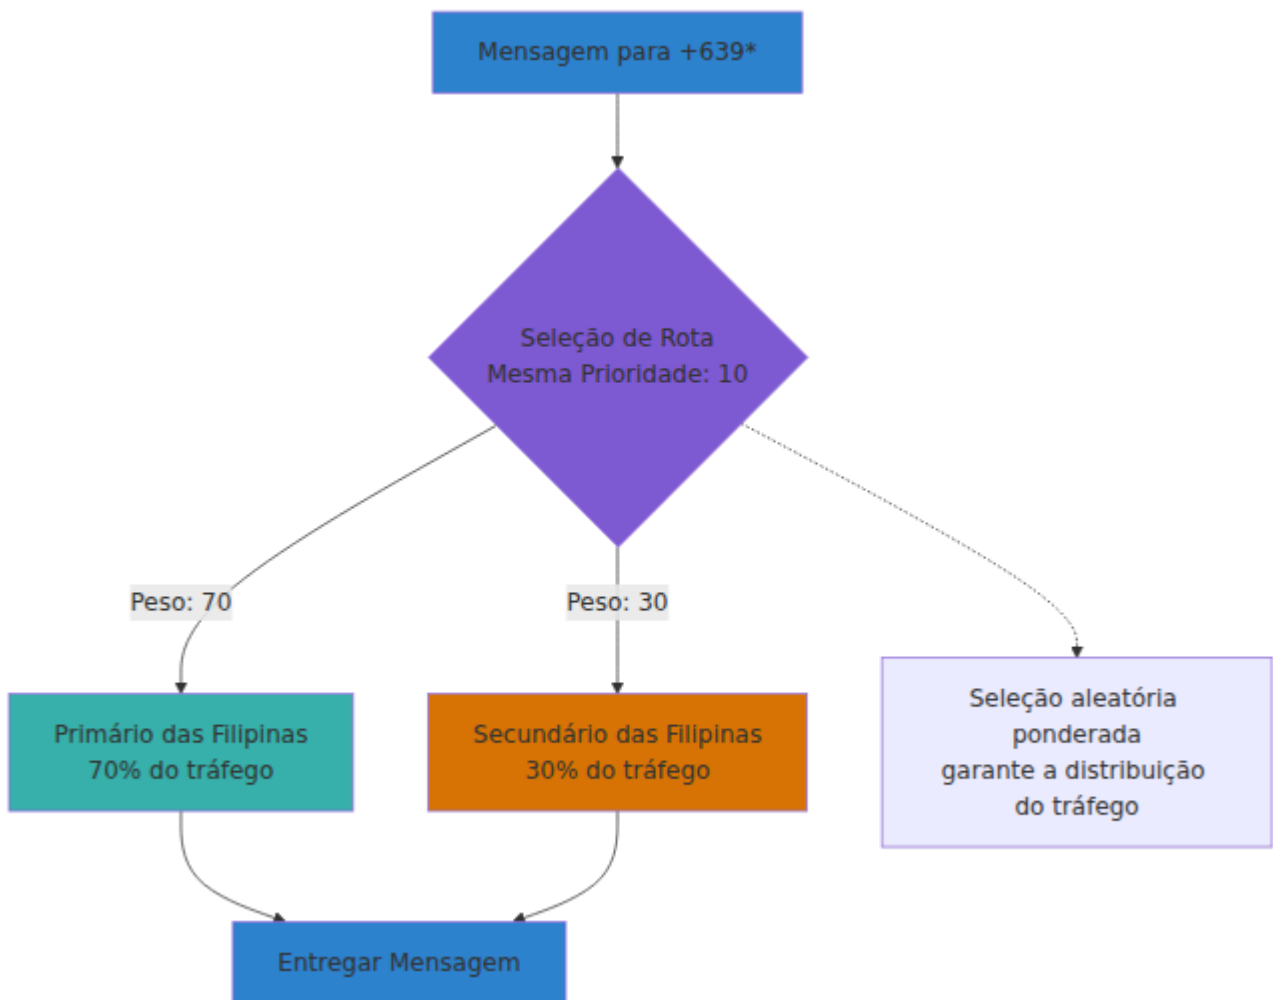 Mensagem para +639*
Seleção de Rota
Mesma Prioridade: 10
Peso: 70
Peso: 30
Primário das Filipinas
70% do tráfego
Secundário das Filipinas
30% do tráfego
Seleção aleatória
ponderada
garante a distribuição
do tráfego
Entregar Mensagem